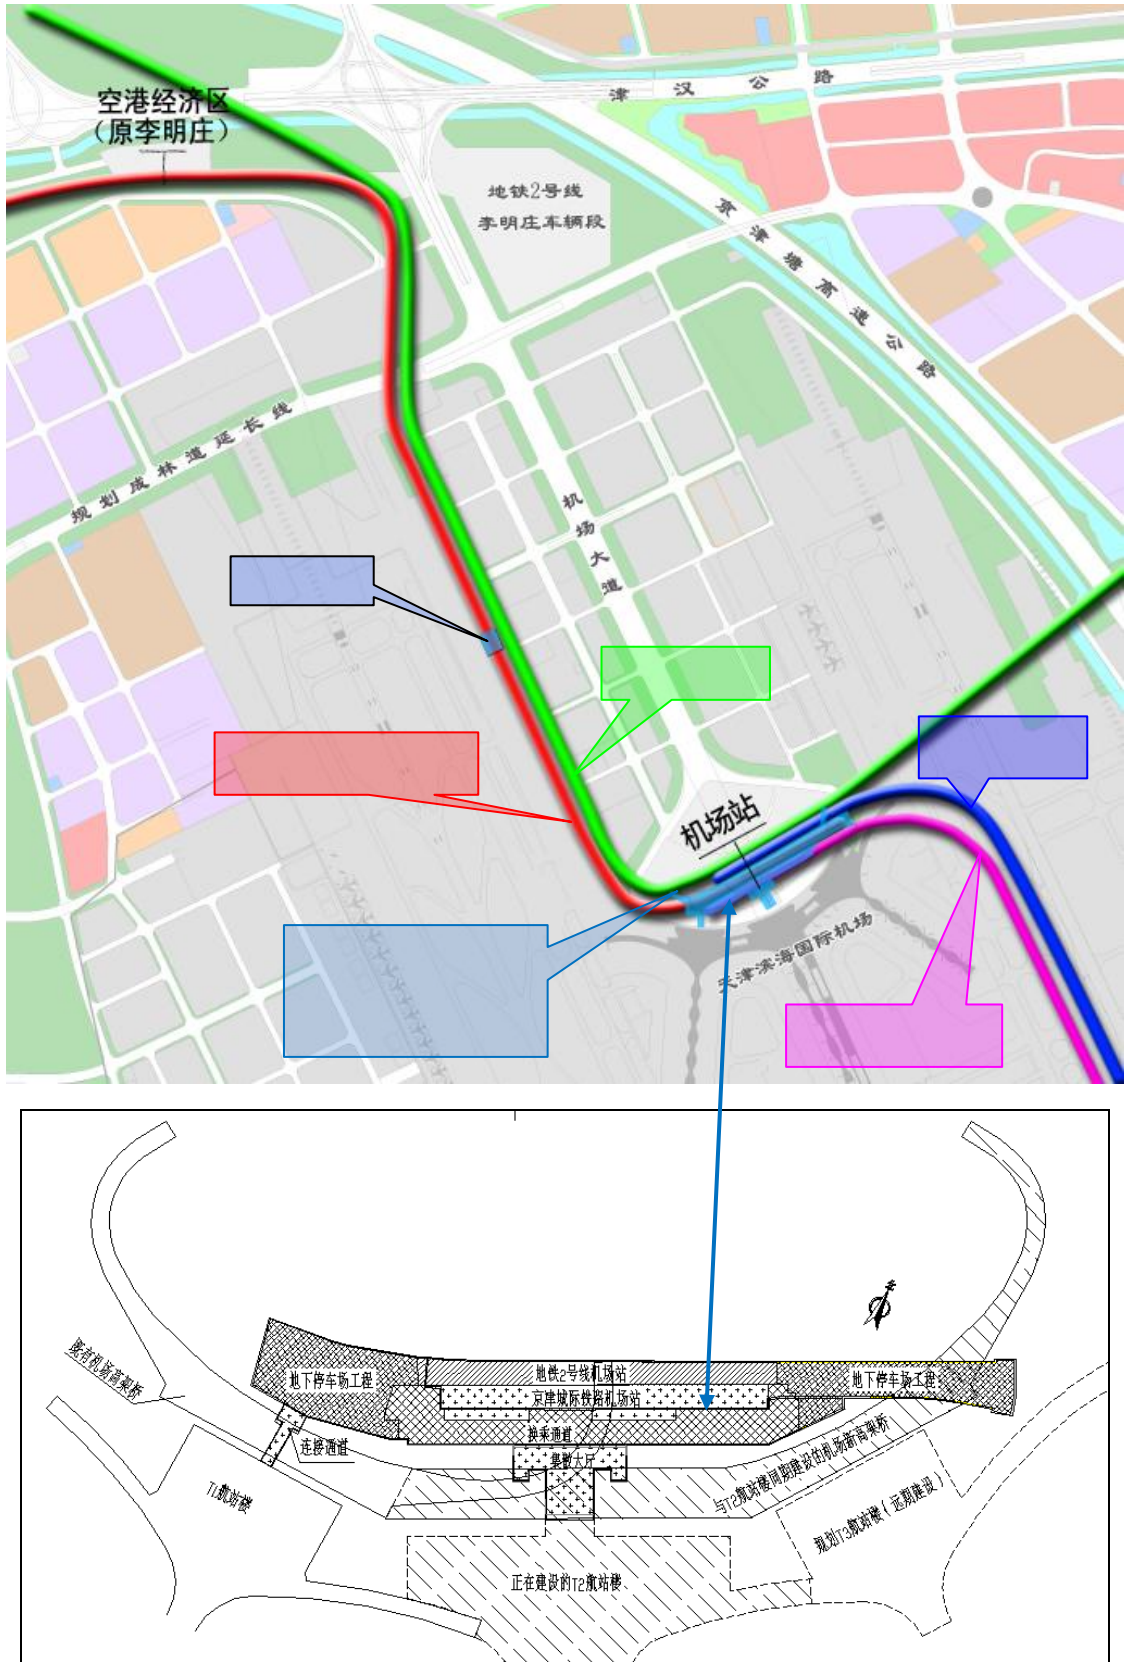 津汉公路
空港经济区
（原李明庄）
地铁2号线
李明庄车辆段
京津塘高速公路
规划成林道延长线
机场大道
机场站
天津滨海国际机场
北
现有机场高架桥
地下停车场工程
地铁2号线机场站
京津城际铁路机场站
地下停车场工程
换乘通道
连接通道
集散大厅
T1航站楼
与T2航站楼同期建设的机场新高架桥
规划T3航站楼（远期建设）
正在建设的T2航站楼